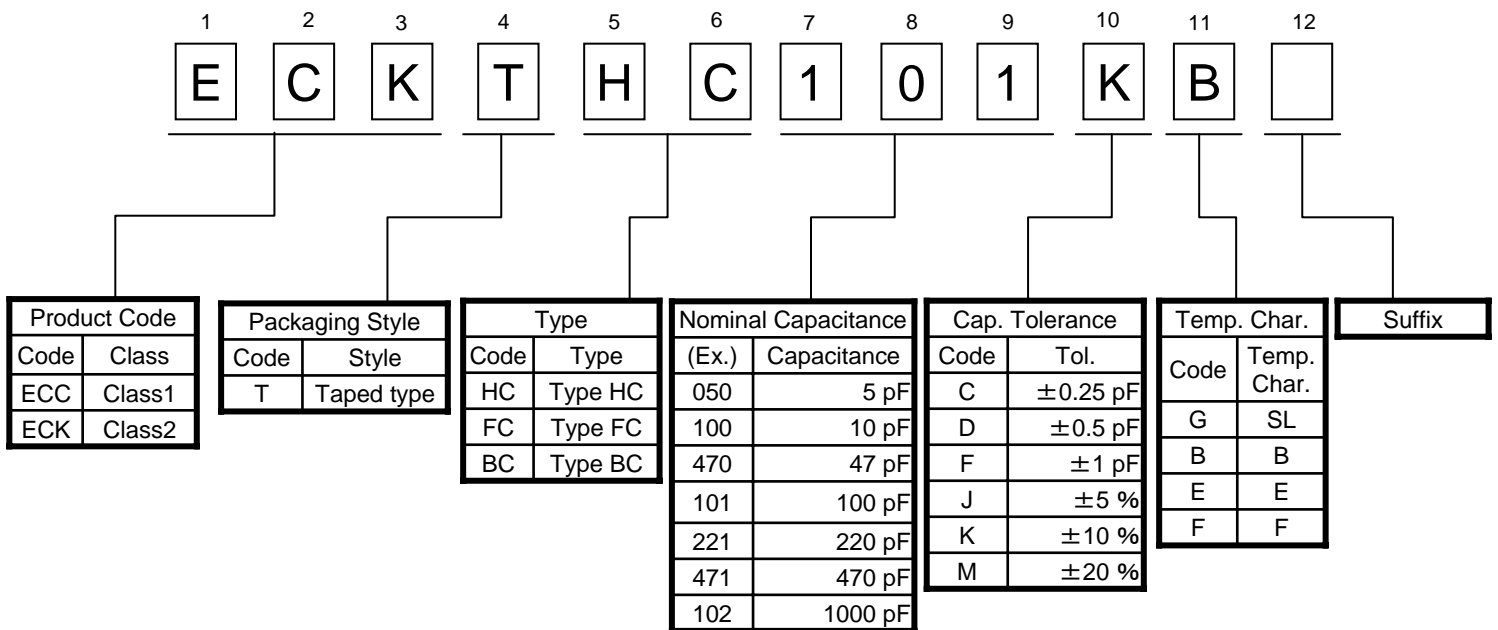 1 2 3 4 5 6 7 8 9 10 11 12
E C K T H C 1 0 1 K B
Product Code
Code Class
ECC Class1
ECK Class2
Packaging Style
Code Style
T Taped type
Type
Code Type
HC Type HC
FC Type FC
BC Type BC
Nominal Capacitance
(Ex.) Capacitance
050 5 pF
100 10 pF
470 47 pF
101 100 pF
221 220 pF
471 470 pF
102 1000 pF
Cap. Tolerance
Code Tol.
C ±0.25 pF
D ±0.5 pF
F ±1 pF
J ±5 %
K ±10 %
M ±20 %
Temp. Char.
Code Temp.
Char.
G SL
B B
E E
F F
Suffix